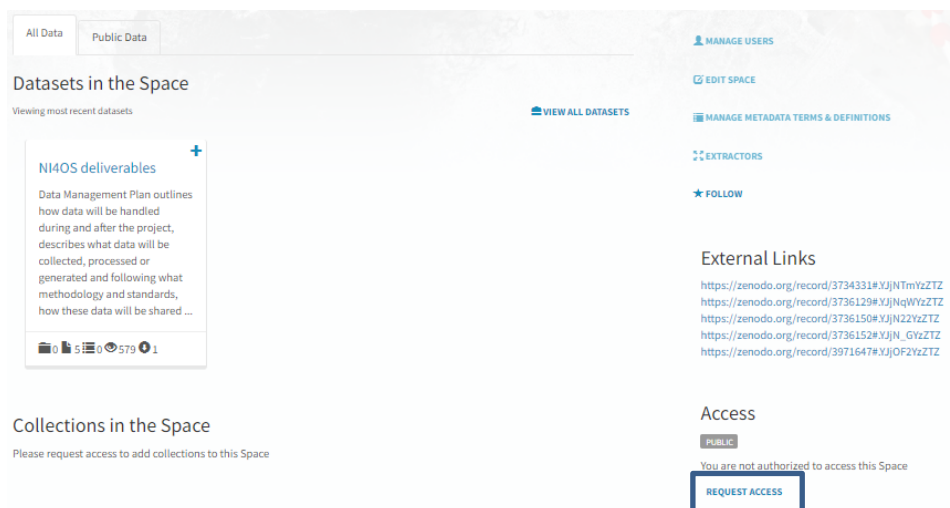 All Data
Public Data
Datasets in the Space
Viewing most recent datasets
VIEW ALL DATASETS
NI4OS deliverables
Data Management Plan outlines
how data will be handled
during and after the project,
describes what data will be
collected, processed or
generated and following what
methodology and standards,
how these data will be shared ...
0 5 0 579 1
Collections in the Space
Please request access to add collections to this Space
MANAGE USERS
EDIT SPACE
MANAGE METADATA TERMS & DEFINITIONS
EXTRACTORS
FOLLOW
External Links
https://zenodo.org/record/3734331#.YJjNTmYzZTZ
https://zenodo.org/record/3736129#.YJjNqWYzZTZ
https://zenodo.org/record/3736150#.YJjN22YzZTZ
https://zenodo.org/record/3736152#.YJjN_GYzZTZ
https://zenodo.org/record/3971647#.YJjOF2YzZTZ
Access
PUBLIC
You are not authorized to access this Space
REQUEST ACCESS